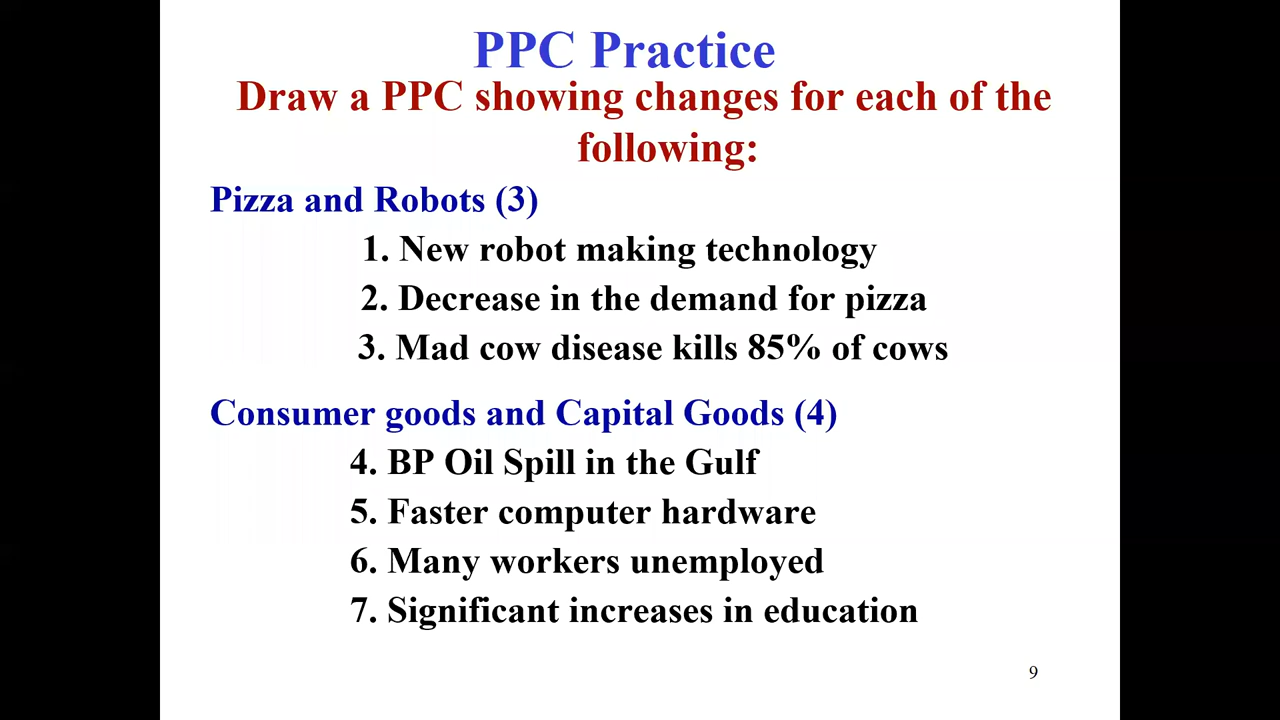 PPC Practice
Draw a PPC showing changes for each of the
following:
Pizza and Robots (3)
1. New robot making technology
2. Decrease in the demand for pizza
3. Mad cow disease kills 85% of cows
Consumer goods and Capital Goods (4)
4. BP Oil Spill in the Gulf
5. Faster computer hardware
6. Many workers unemployed
7. Significant increases in education
9